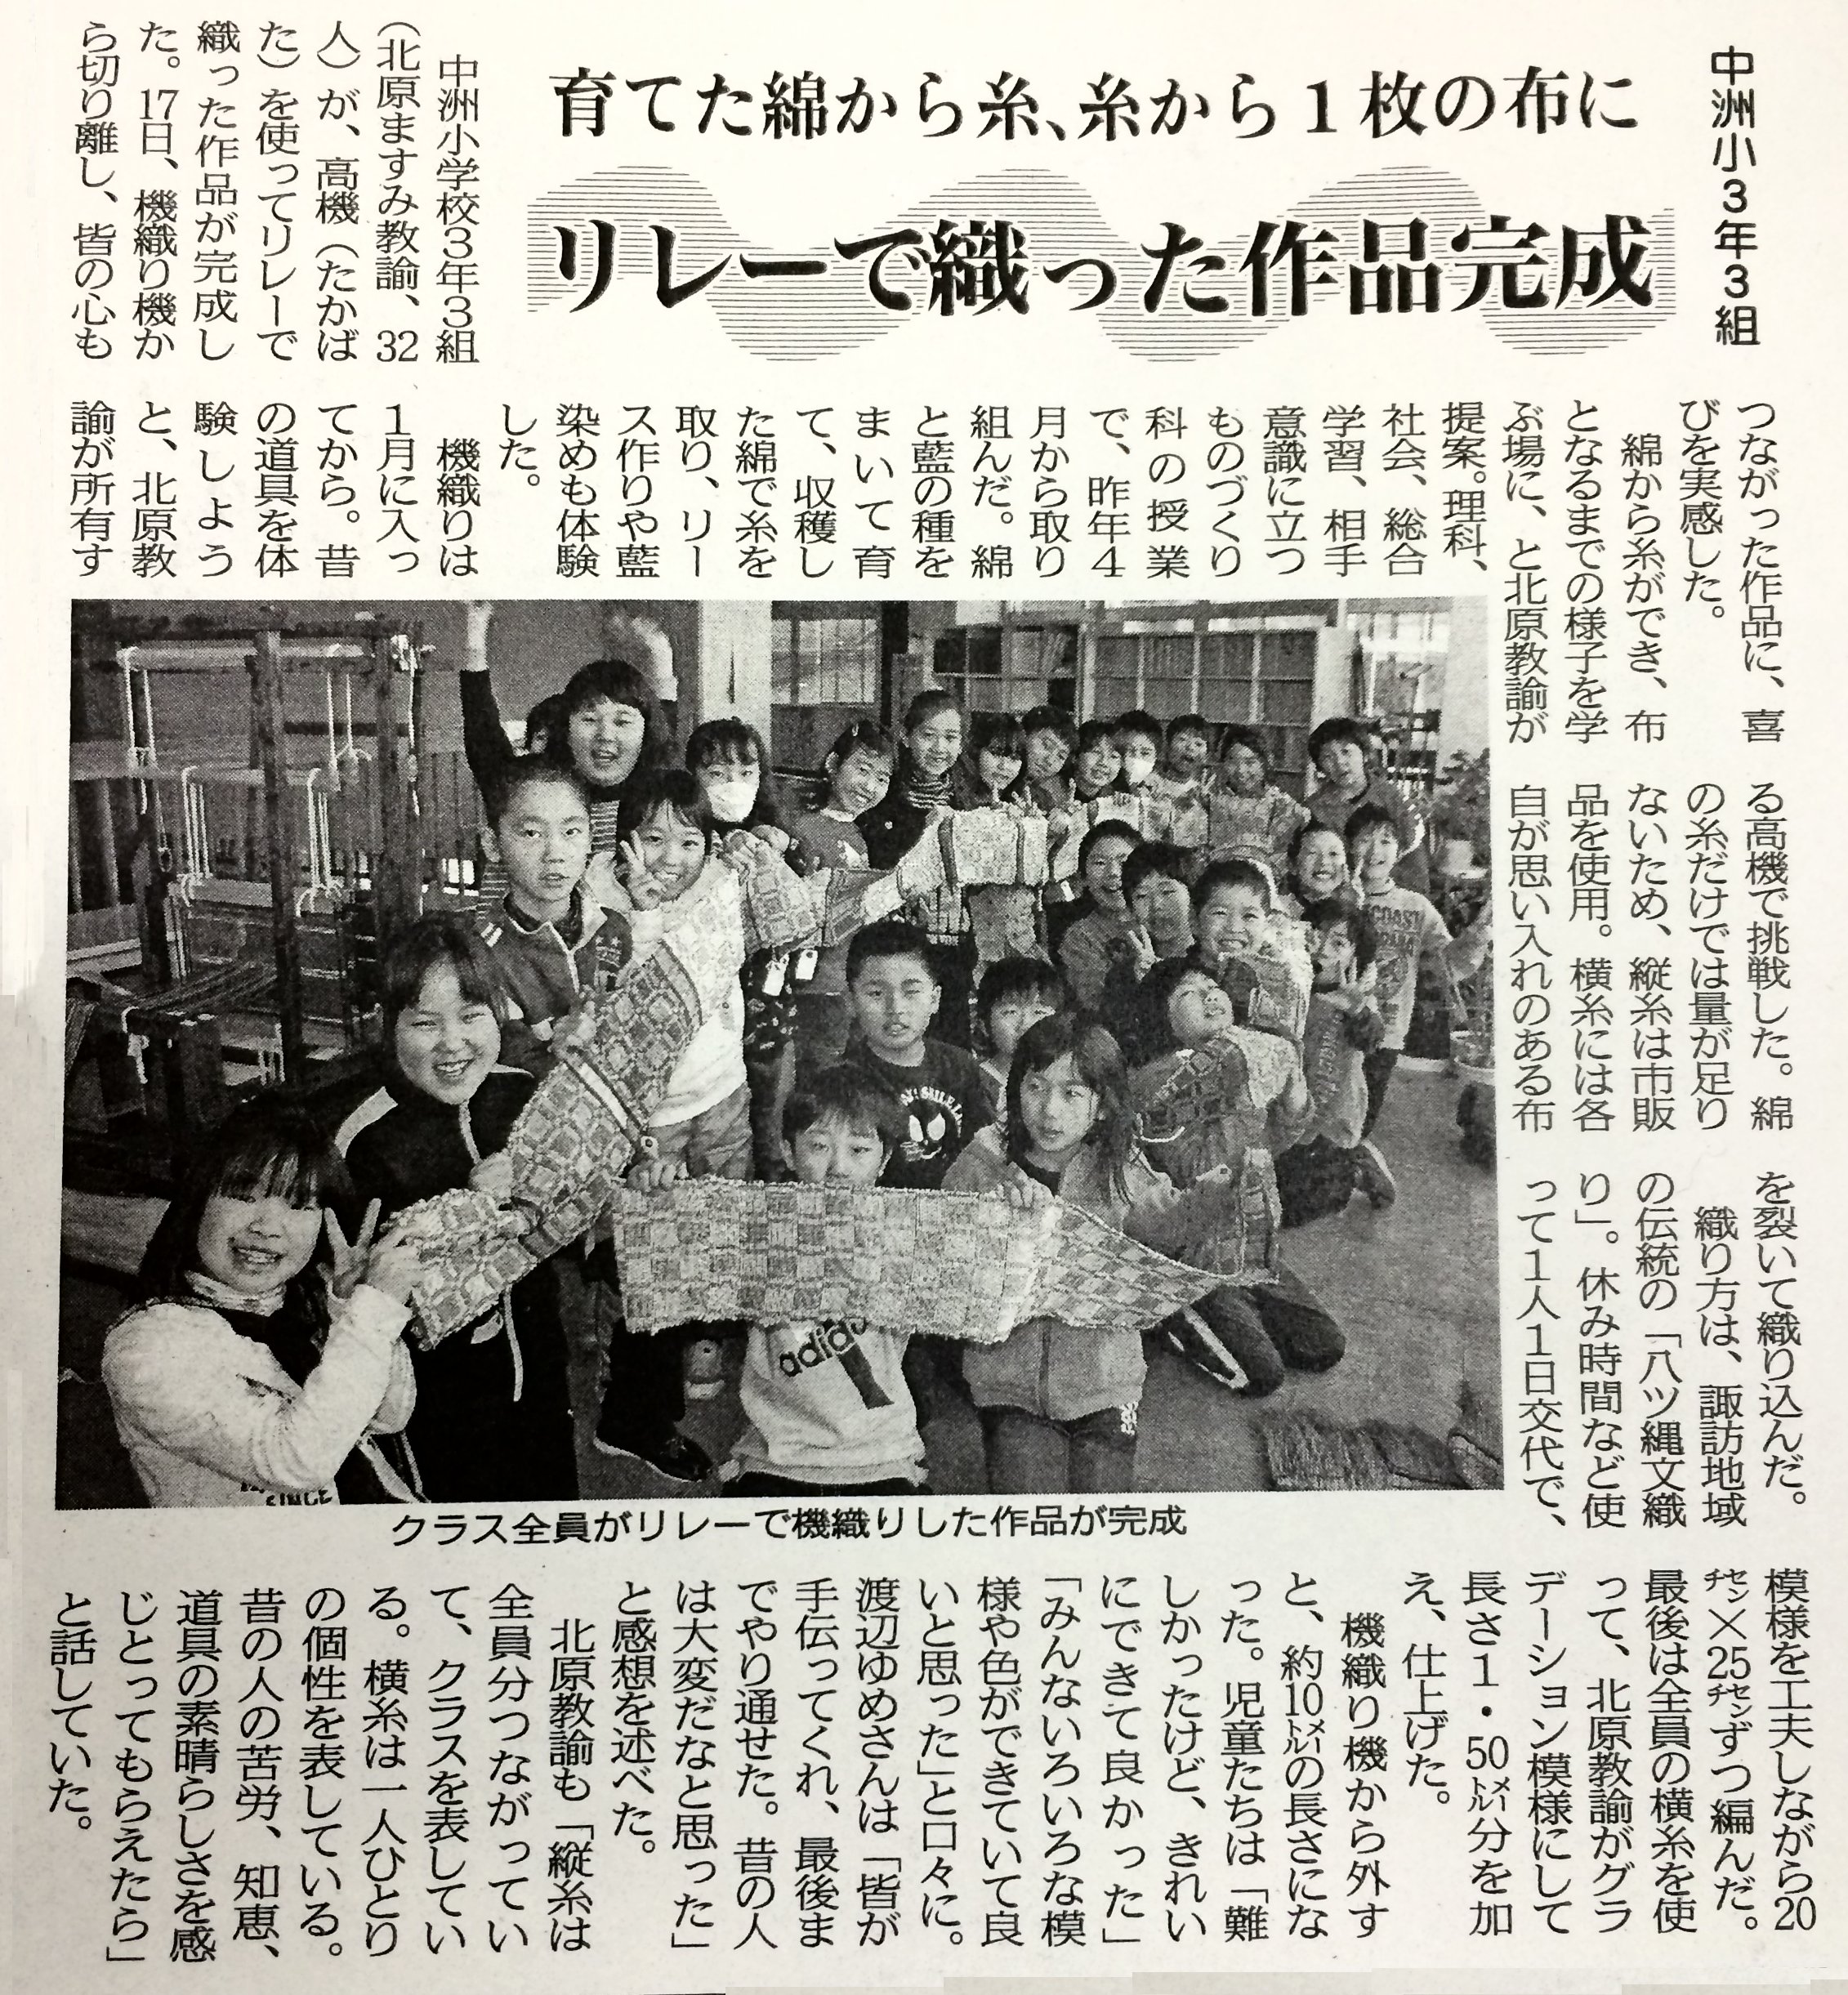 中洲小3年3組
育てた綿から糸、糸から1枚の布に
リレーで織った作品完成
中洲小学校3年3組
（北原ますみ教諭、32
人）が、高機（たかば
た）を使ってリレーで
織った作品が完成し
た。17日、機織り機か
ら切り離し、皆の心も
つながった作品に、喜
びを実感した。
綿から糸ができ、布
となるまでの様子を学
ぶ場に、と北原教諭が
提案。理科、
社会、総合
学習、相手
意識に立つ
ものづくり
科の授業
で、昨年4
月から取り
組んだ。綿
と藍の種を
まいて育
て、収穫し
た綿で糸を
取り、リー
ス作りや藍
染めも体験
した。
機織りは
1月に入っ
てから。昔
の道具を体
験しよう
と、北原教
諭が所有す
る高機で挑戦した。綿
の糸だけでは量が足り
ないため、縦糸は市販
品を使用。横糸には各
自が思い入れのある布
を裂いて織り込んだ。
織り方は、諏訪地域
の伝統の「八ツ縄文織
り」。休み時間など使
って1人1日交代で、
模様を工夫しながら20
センチ×25センチずつ編んだ。
最後は全員の横糸を使
って、北原教諭がグラ
デーション模様にして
長さ1・50メートル分を加
え、仕上げた。
機織り機から外す
と、約10メートルの長さにな
った。児童たちは「難
しかったけど、きれい
にできて良かった」
「みんないろいろな模
様や色ができていて良
いと思った」と口々に。
渡辺ゆめさんは「皆が
手伝ってくれ、最後ま
でやり通せた。昔の人
は大変だなと思った」
と感想を述べた。
北原教諭も「縦糸は
全員分つながってい
て、クラスを表してい
る。横糸は一人ひとり
の個性を表している。
昔の人の苦労、知恵、
道具の素晴らしさを感
じとってもらえたら」
と話していた。
クラス全員がリレーで機織りした作品が完成
adidas
SINCE